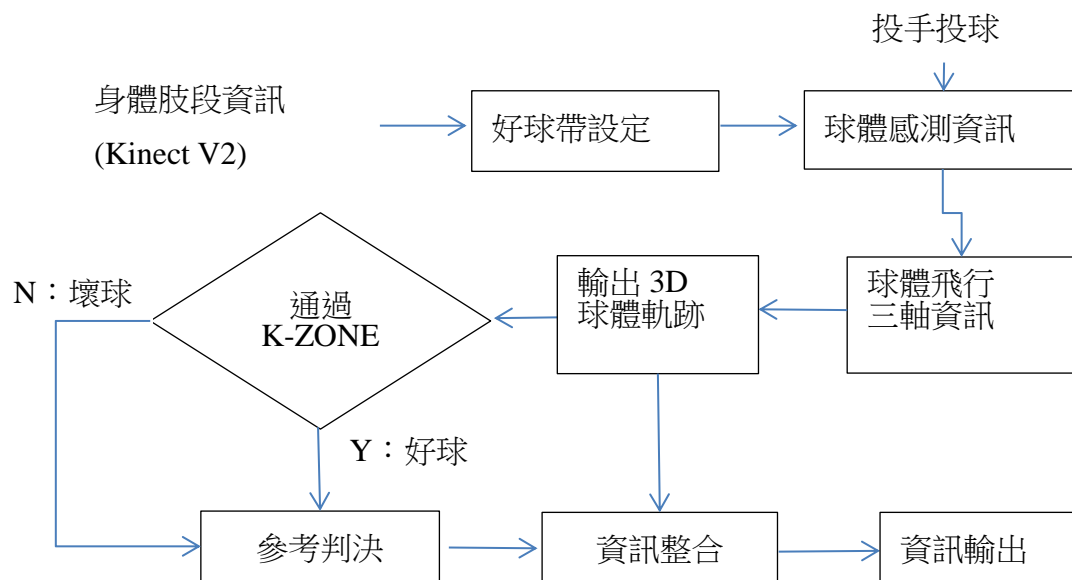 投手投球
身體肢段資訊
(Kinect V2)
好球帶設定
球體感測資訊
N：壞球
通過
K-ZONE
輸出 3D
球體軌跡
球體飛行
三軸資訊
Y：好球
參考判決
資訊整合
資訊輸出